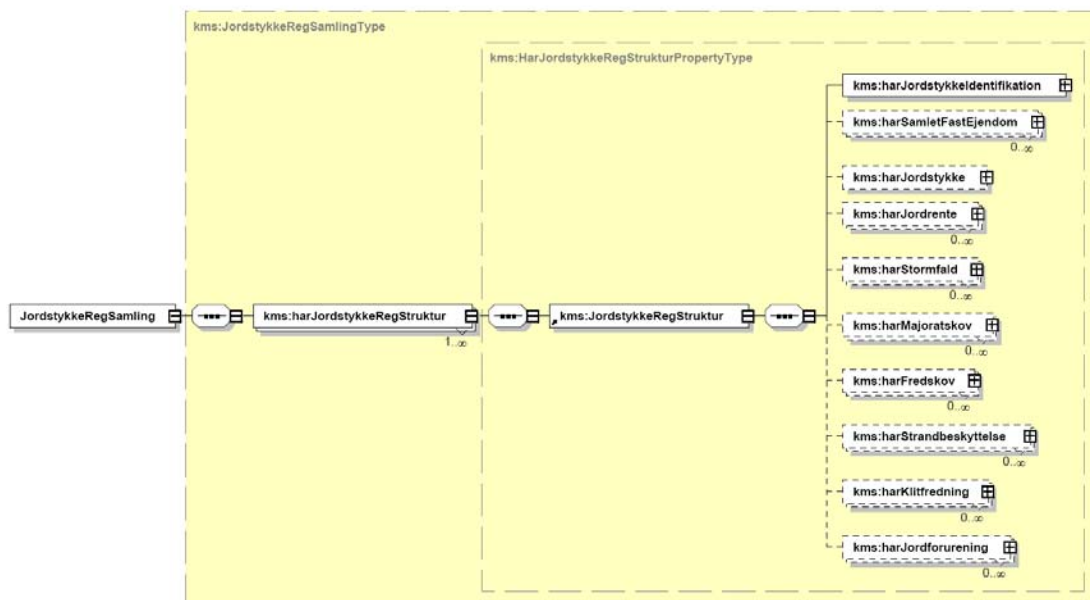 kms:JordstykkeRegSamlingType
kms:HarJordstykkeRegStrukturPropertyType
JordstykkeRegSamling
kms:harJordstykkeRegStruktur
1..∞
kms:JordstykkeRegStruktur
kms:harJordstykkeIdentifikation
kms:harSamletFastEjendom
0..∞
kms:harJordstykke
kms:harJordrente
0..∞
kms:harStormfald
0..∞
kms:harMajoratskov
0..∞
kms:harFredskov
0..∞
kms:harStrandbeskyttelse
0..∞
kms:harKlitfredning
0..∞
kms:harJordforurening
0..∞